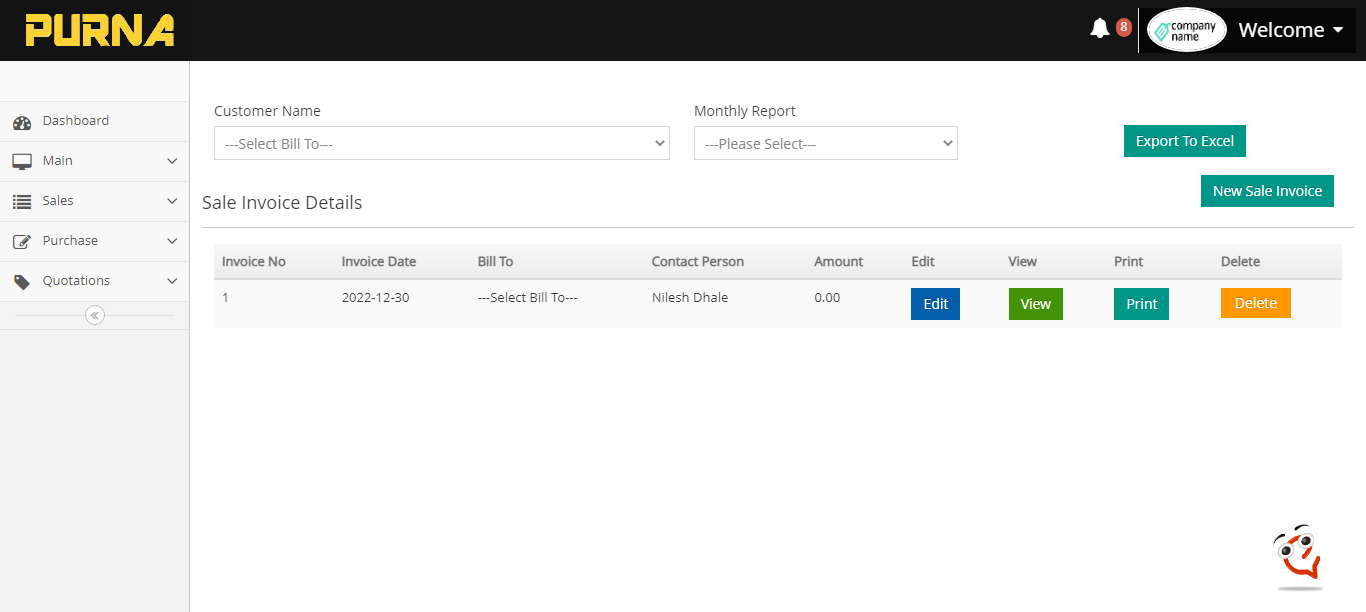 PURNA
8
company
name
Welcome
Dashboard
Main
Sales
Purchase
Quotations
Customer Name
Monthly Report
---Select Bill To---
---Please Select---
Export To Excel
New Sale Invoice
Sale Invoice Details
Invoice No Invoice Date Bill To Contact Person Amount Edit View Print Delete
1 2022-12-30 ---Select Bill To--- Nilesh Dhale 0.00 Edit View Print Delete